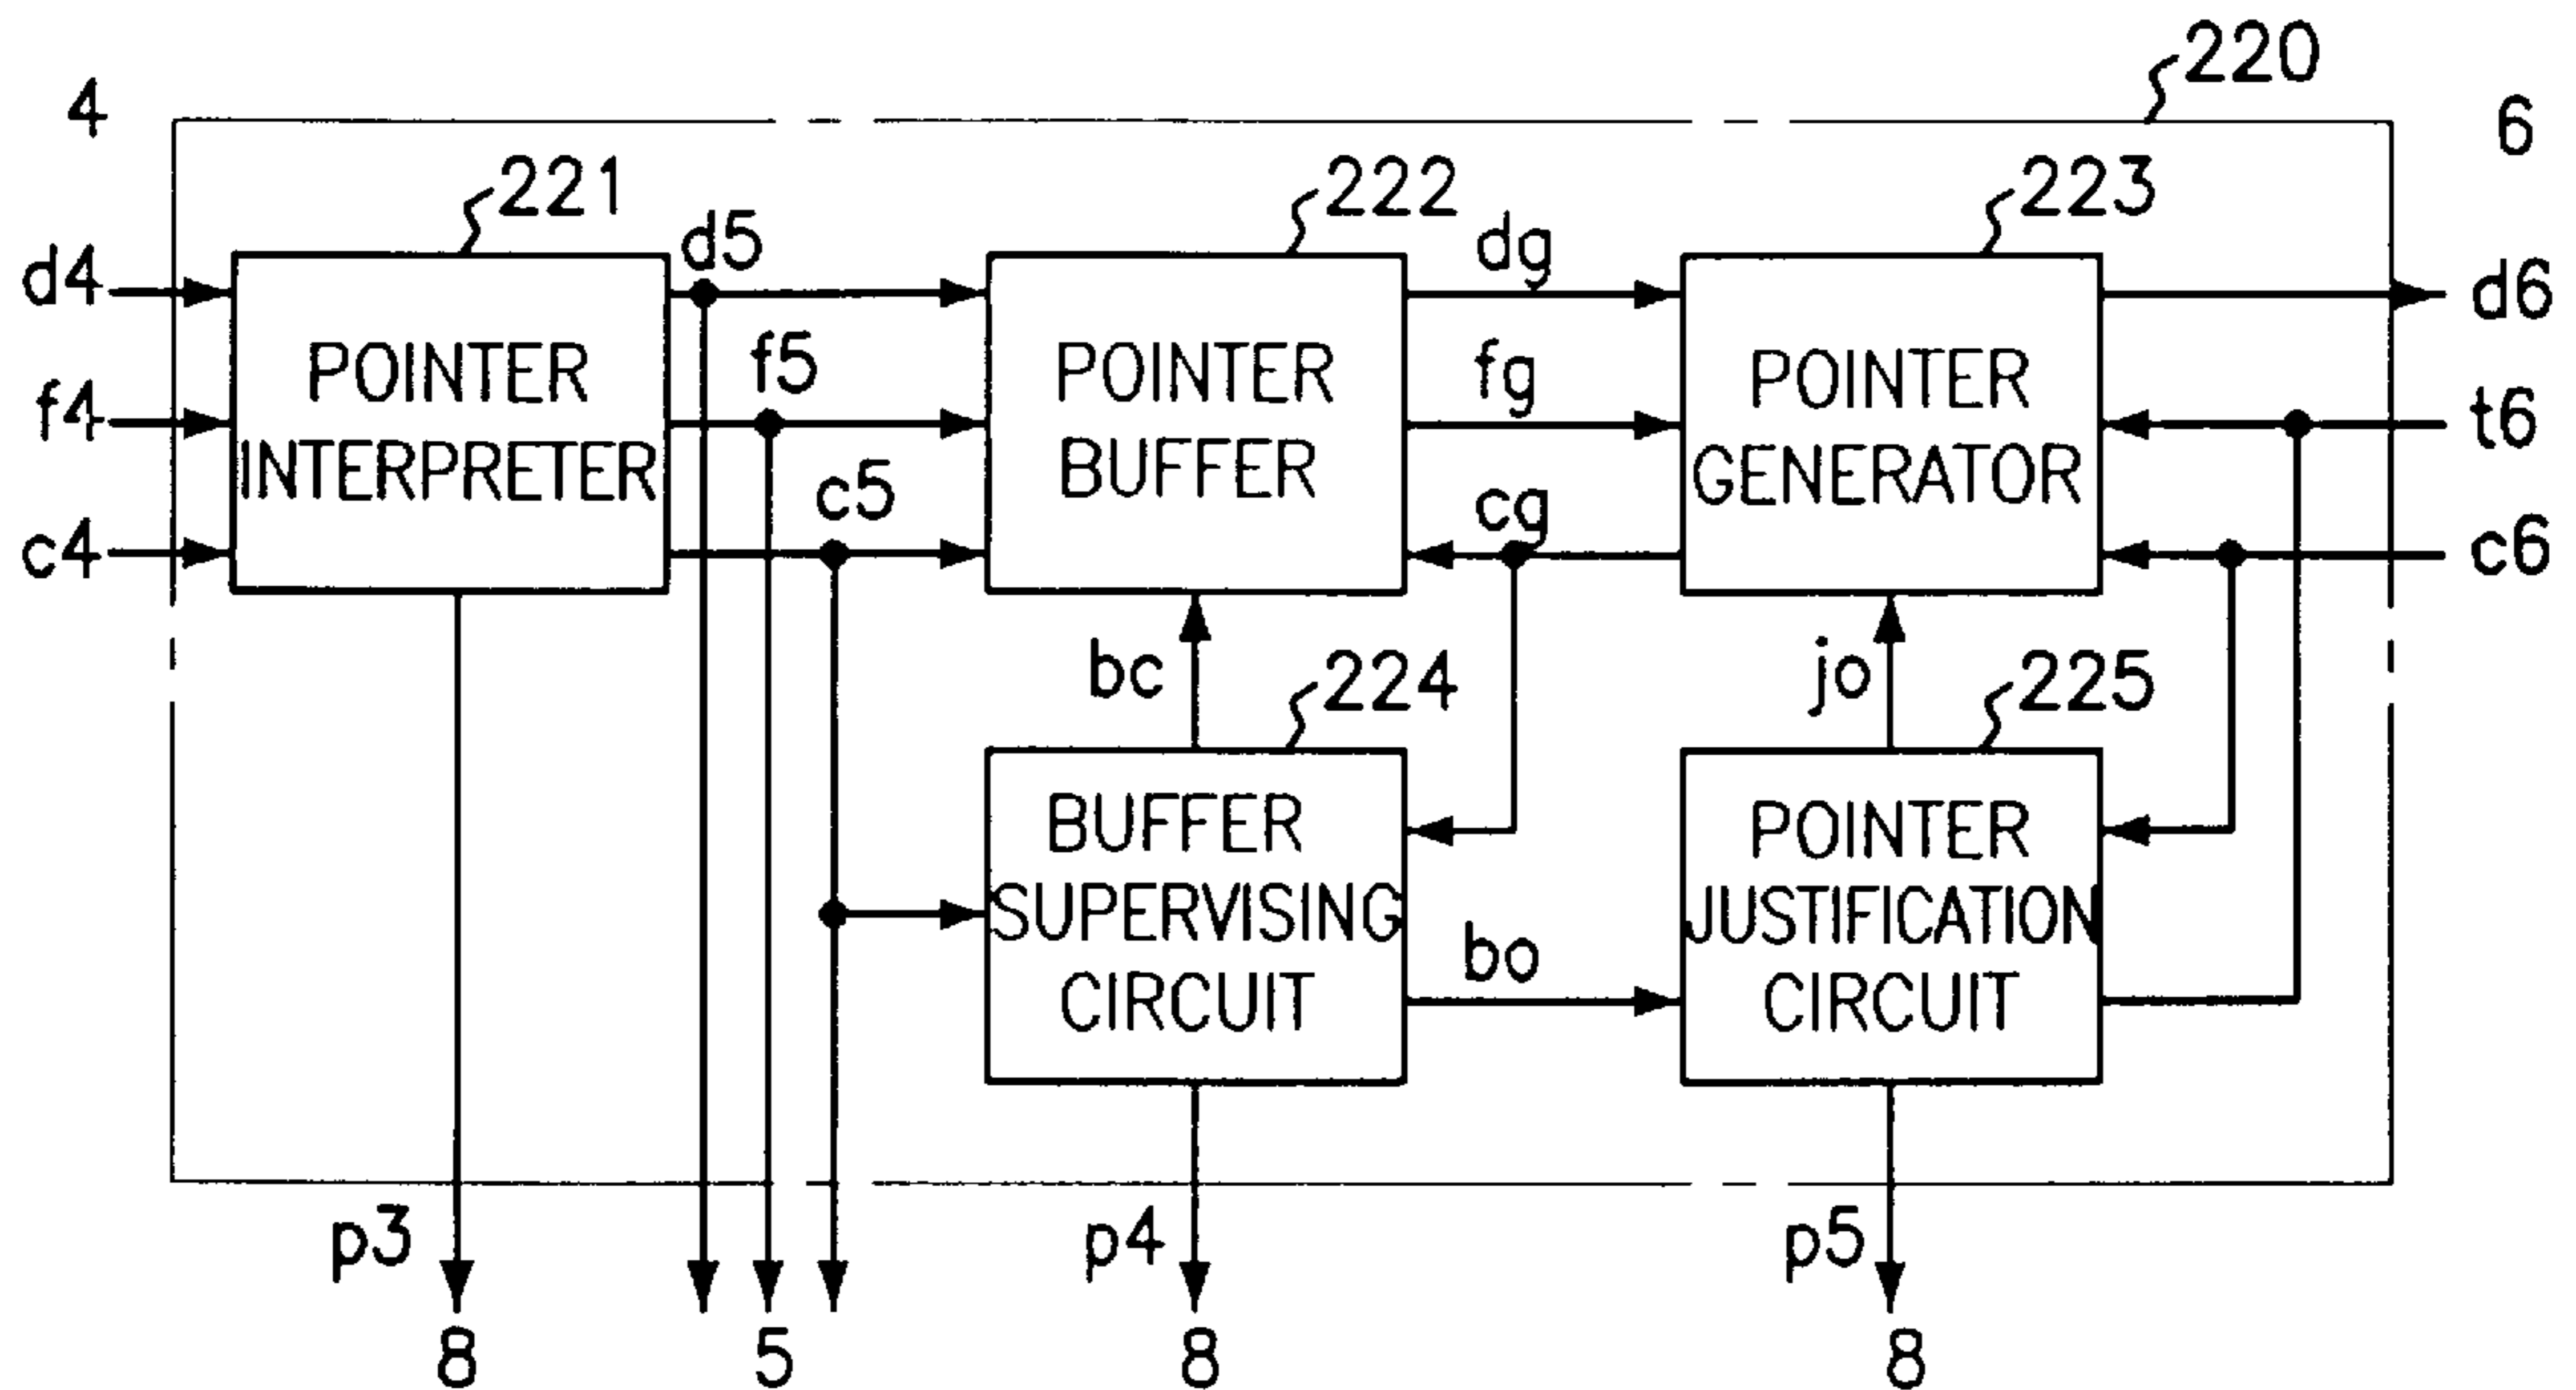 220
4
6
221
222
223
d4
d5
dg
d6
POINTER
INTERPRETER
f4
f5
POINTER
BUFFER
fg
POINTER
GENERATOR
t6
c4
c5
cg
c6
bc
224
jo
225
BUFFER
SUPERVISING
CIRCUIT
bo
POINTER
JUSTIFICATION
CIRCUIT
p3
p4
p5
8
5
8
8